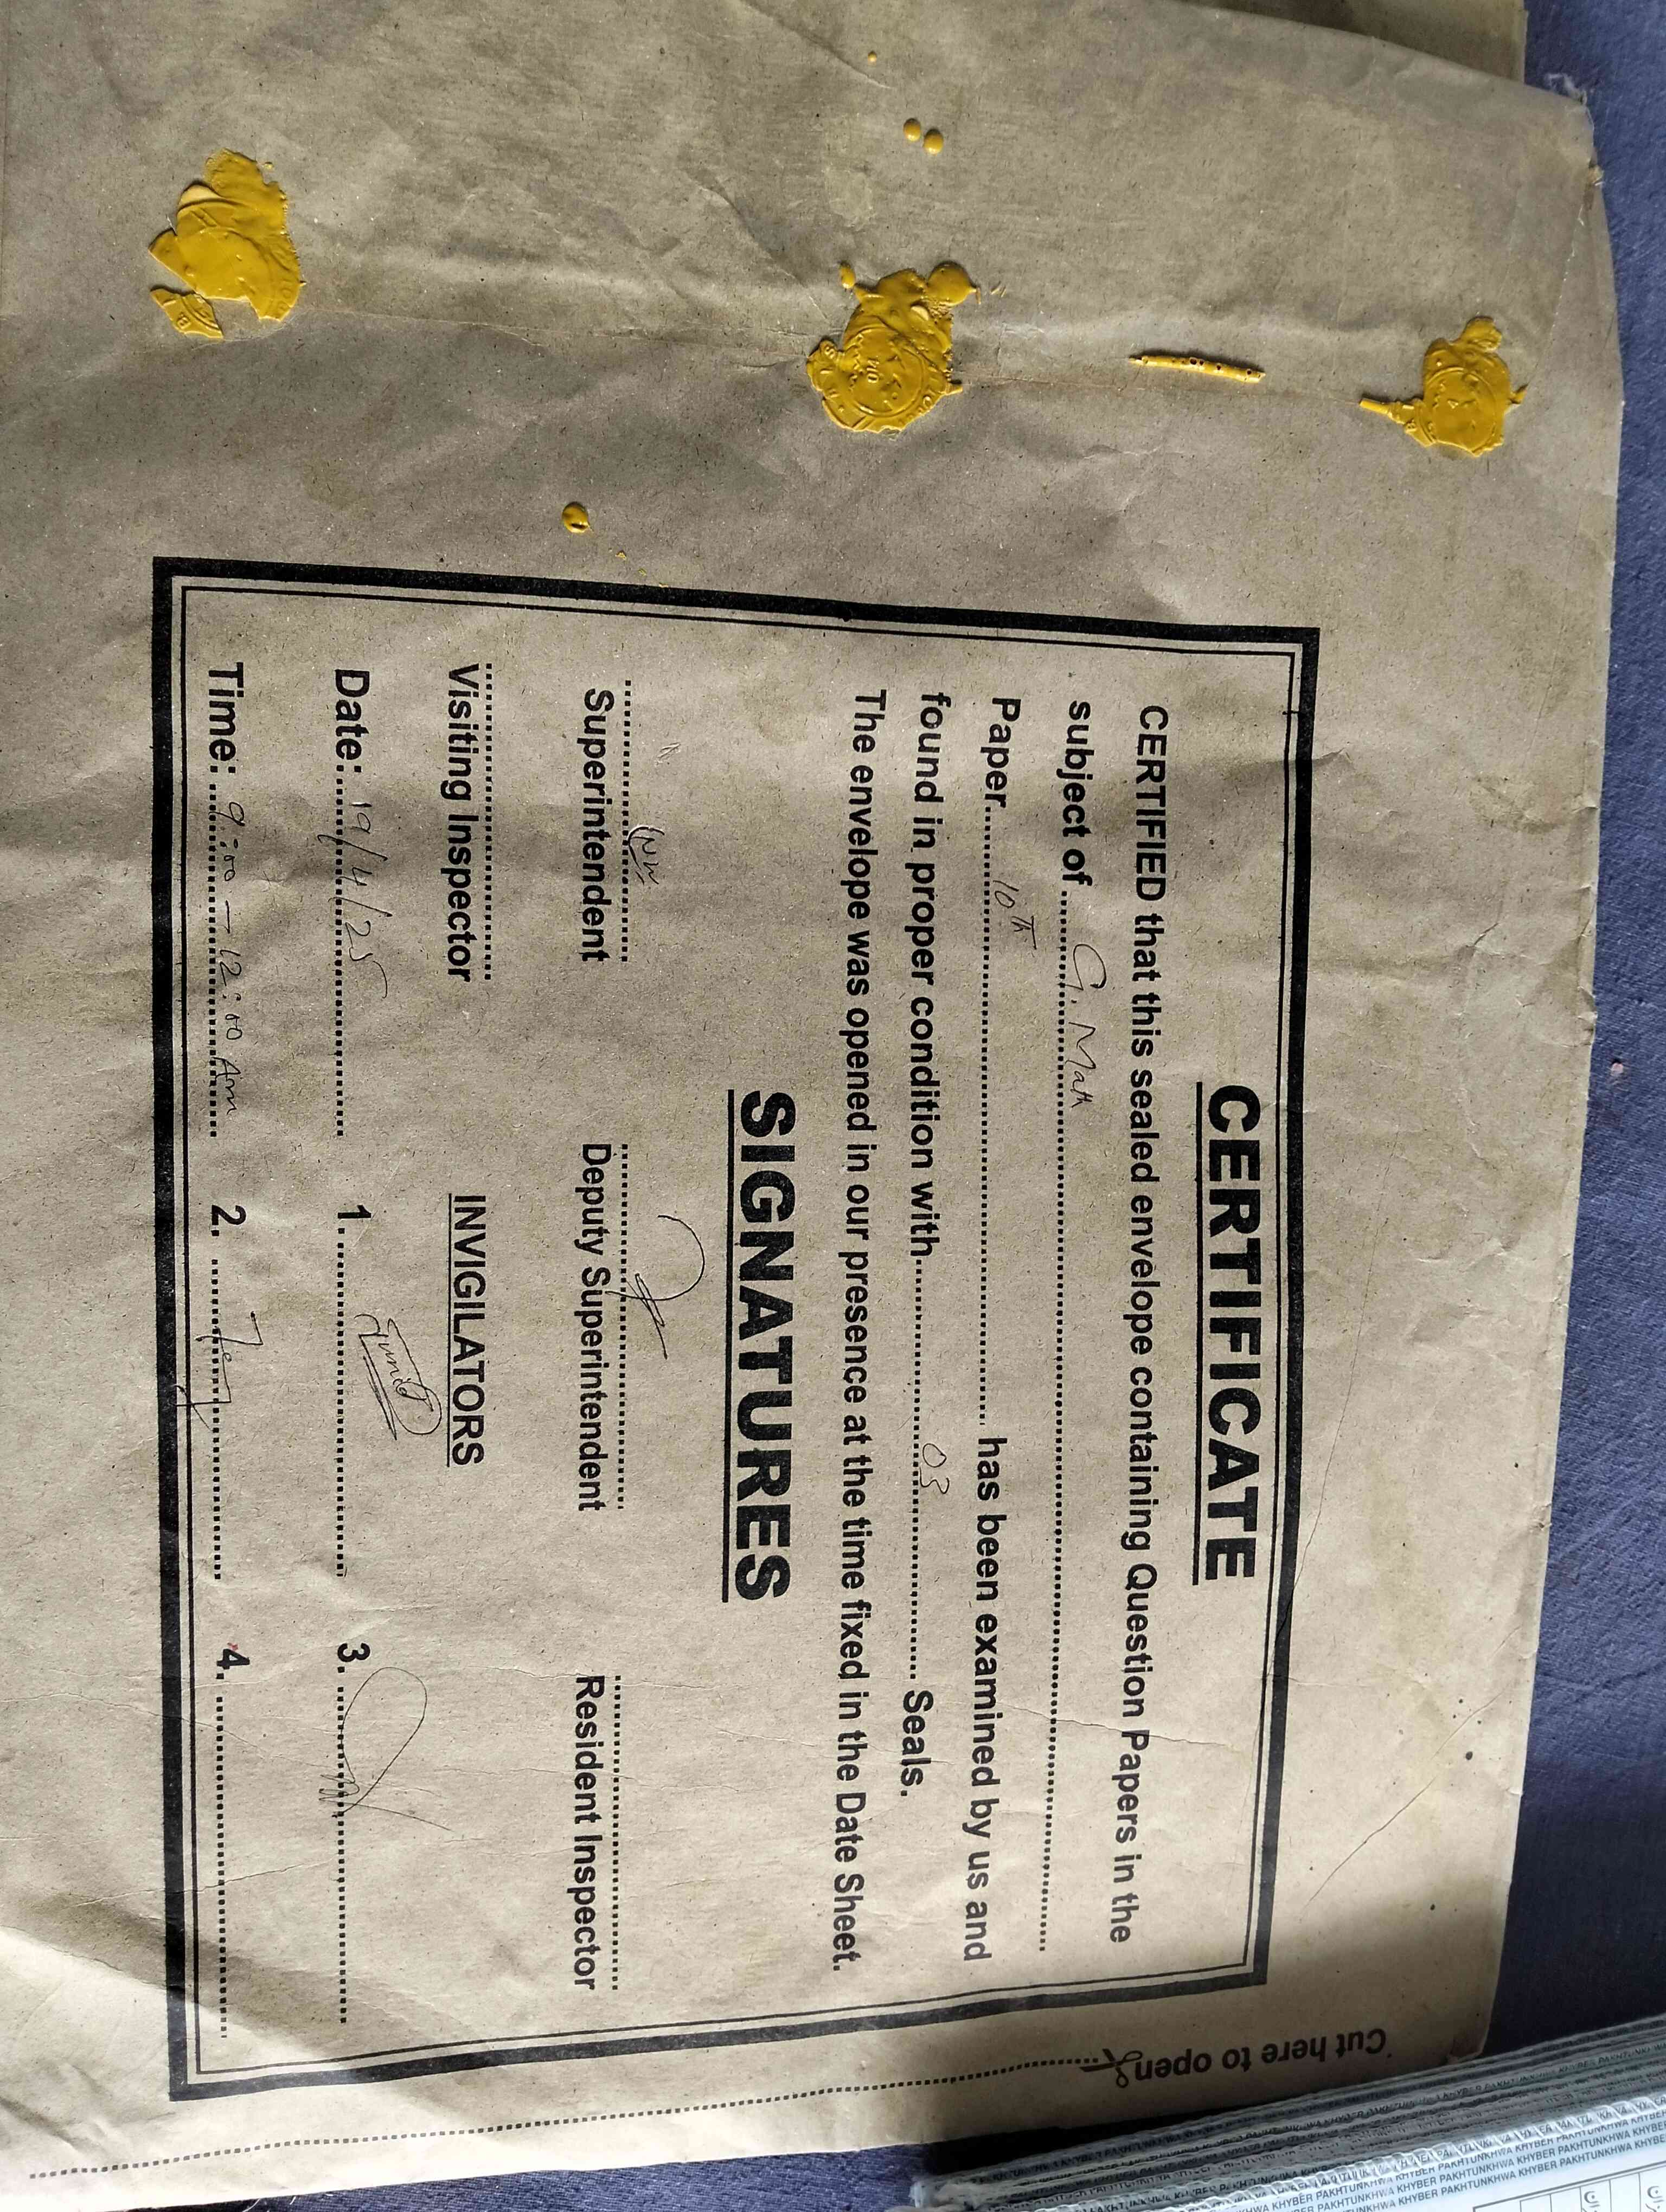 CERTIFICATE
CERTIFIED that this sealed envelope containing Question Papers in the
subject of ........ G. Math ........
Paper........ 10th ........ has been examined by us and
found in proper condition with........ 03 ........ Seals.
The envelope was opened in our presence at the time fixed in the Date Sheet.
SIGNATURES
Superintendent Deputy Superintendent Resident Inspector
Visiting Inspector INVIGILATORS
Date: 19/4/25 1. Junid 3.
Time: 9:00 — 12:00 Am 2. 4.
Cut here to open
KHYBER PAKHTUNKHWA KHYBER PAKHTUNKHWA KHYBER